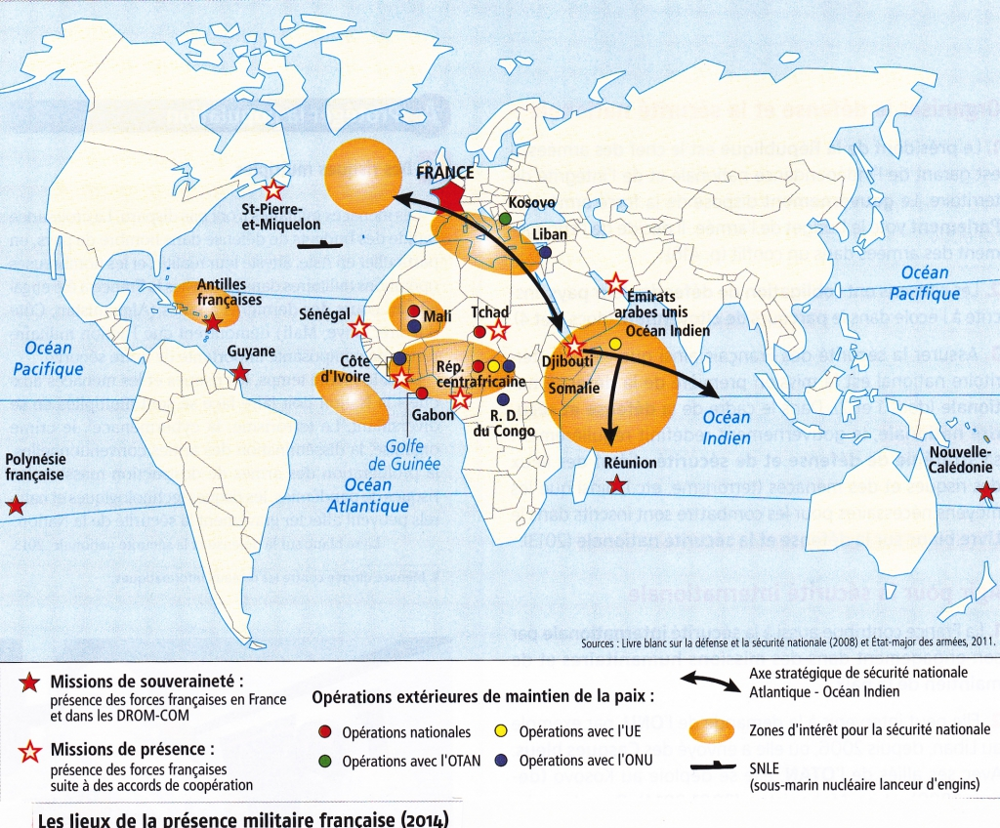 FRANCE
Kosovo
St-Pierre-
et-Miquelon
Liban
Antilles
françaises
Océan
Pacifique
Émirats
arabes unis
Sénégal
Mali
Tchad
Océan Indien
Guyane
Océan
Pacifique
Côte
d'Ivoire
Rép.
centrafricaine
Djibouti
Somalie
Gabon
R. D.
du Congo
Océan
Indien
Golfe
de Guinée
Polynésie
française
Océan
Atlantique
Réunion
Nouvelle-
Calédonie
Sources : Livre blanc sur la défense et la sécurité nationale (2008) et État-major des armées, 2011.
Missions de souveraineté :
présence des forces françaises en France
et dans les DROM-COM
Missions de présence :
présence des forces françaises
suite à des accords de coopération
Opérations extérieures de maintien de la paix :
Opérations nationales
Opérations avec l'UE
Opérations avec l'OTAN
Opérations avec l'ONU
Axe stratégique de sécurité nationale
Atlantique - Océan Indien
Zones d'intérêt pour la sécurité nationale
SNLE
(sous-marin nucléaire lanceur d'engins)
Les lieux de la présence militaire française (2014)